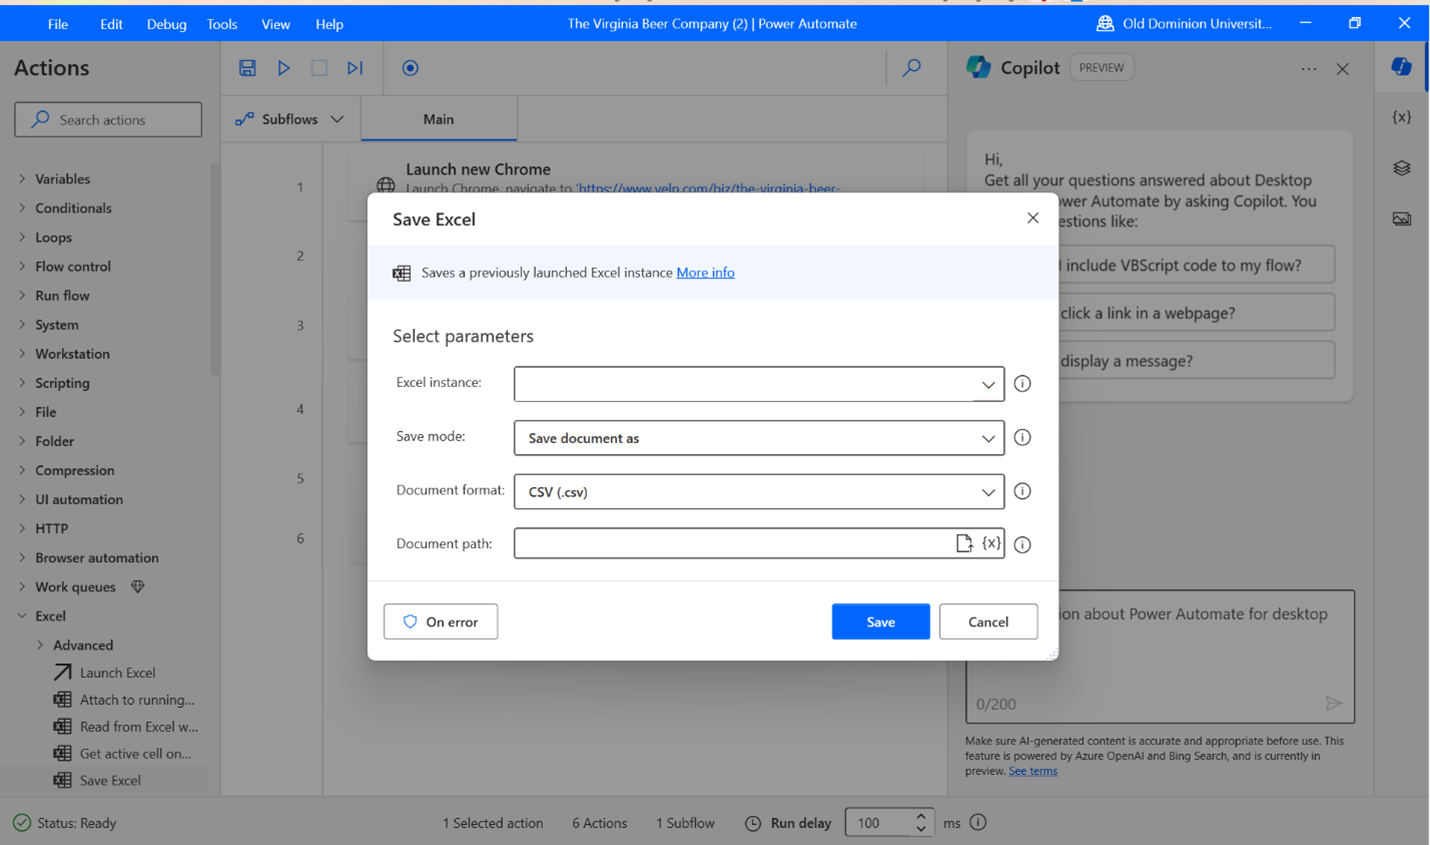 File Edit Debug Tools View Help The Virginia Beer Company (2) | Power Automate Old Dominion Universit...
Actions
Search actions
Variables
Conditionals
Loops
Flow control
Run flow
System
Workstation
Scripting
File
Folder
Compression
UI automation
HTTP
Browser automation
Work queues
Excel
Advanced
Launch Excel
Attach to running...
Read from Excel w...
Get active cell on...
Save Excel
Subflows
Main
1
Launch new Chrome
Launch Chrome, navigate to 'https://www.yelp.com/biz/the-virginia-beer-
2
3
4
5
6
Save Excel
Saves a previously launched Excel instance More info
Select parameters
Excel instance:
Save mode: Save document as
Document format: CSV (.csv)
Document path: {x}
On error Save Cancel
Copilot PREVIEW
Hi,
Get all your questions answered about Desktop
ower Automate by asking Copilot. You
estions like:
I include VBScript code to my flow?
click a link in a webpage?
display a message?
ion about Power Automate for desktop
0/200
Make sure AI-generated content is accurate and appropriate before use. This
feature is powered by Azure OpenAI and Bing Search, and is currently in
preview. See terms
{x}
Status: Ready 1 Selected action 6 Actions 1 Subflow Run delay 100 ms